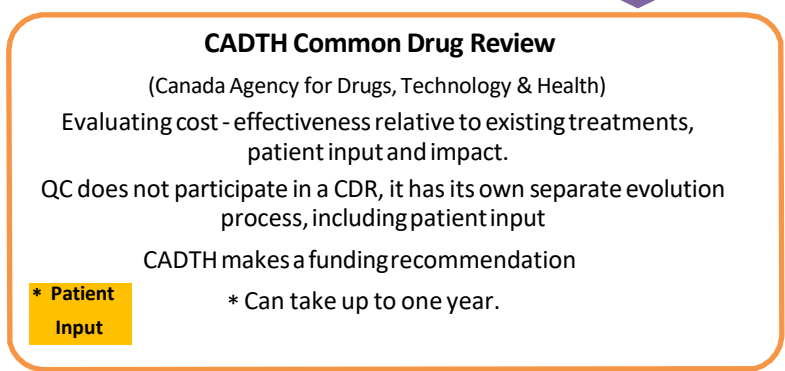 CADTH Common Drug Review
(Canada Agency for Drugs, Technology & Health)
Evaluating cost - effectiveness relative to existing treatments,
patient input and impact.
QC does not participate in a CDR, it has its own separate evolution
process, including patient input
CADTH makes a funding recommendation
* Can take up to one year.
* Patient
Input